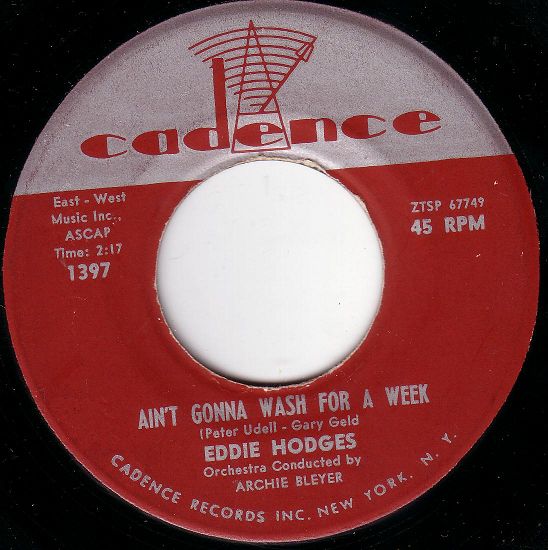 cadence
East - West
Music Inc.,
ASCAP
Time: 2:17
1397
ZTSP 67749
45 RPM
AIN'T GONNA WASH FOR A WEEK
(Peter Udell - Gary Geld
EDDIE HODGES
Orchestra Conducted by
ARCHIE BLEYER
CADENCE RECORDS INC. NEW YORK, N. Y.